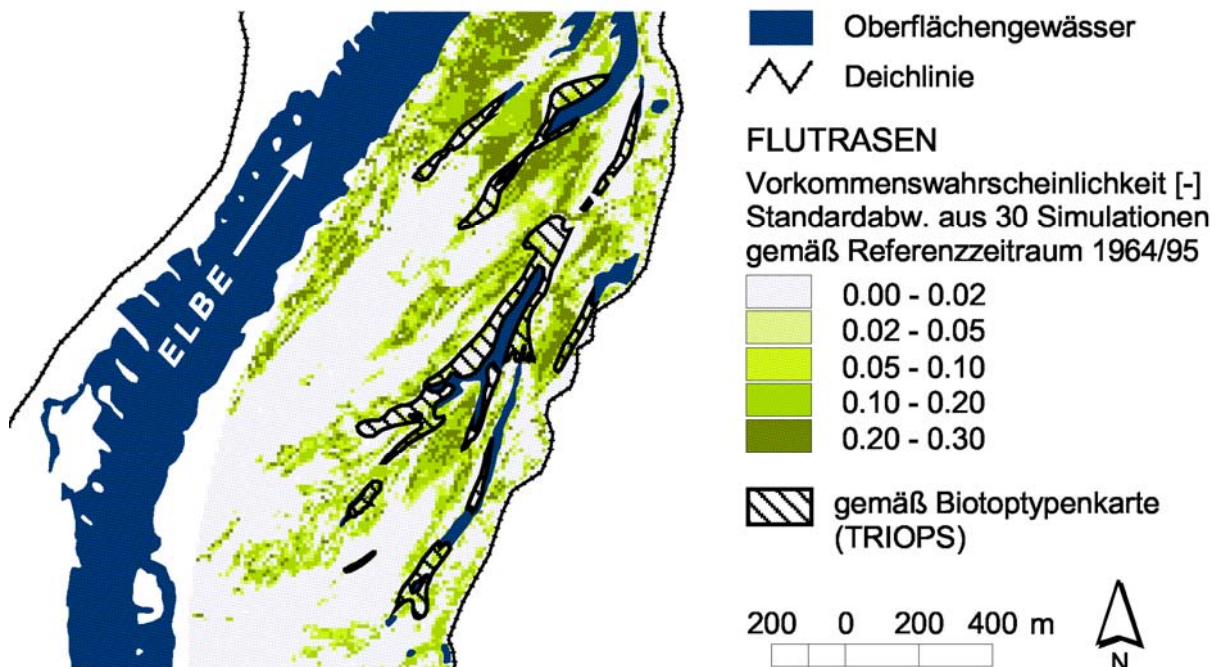 ELBE
Oberflächengewässer
Deichlinie
FLUTRASEN
Vorkommenswahrscheinlichkeit [-]
Standardabw. aus 30 Simulationen
gemäß Referenzzeitraum 1964/95
0.00 - 0.02
0.02 - 0.05
0.05 - 0.10
0.10 - 0.20
0.20 - 0.30
gemäß Biotoptypenkarte
(TRIOPS)
200 0 200 400 m
N